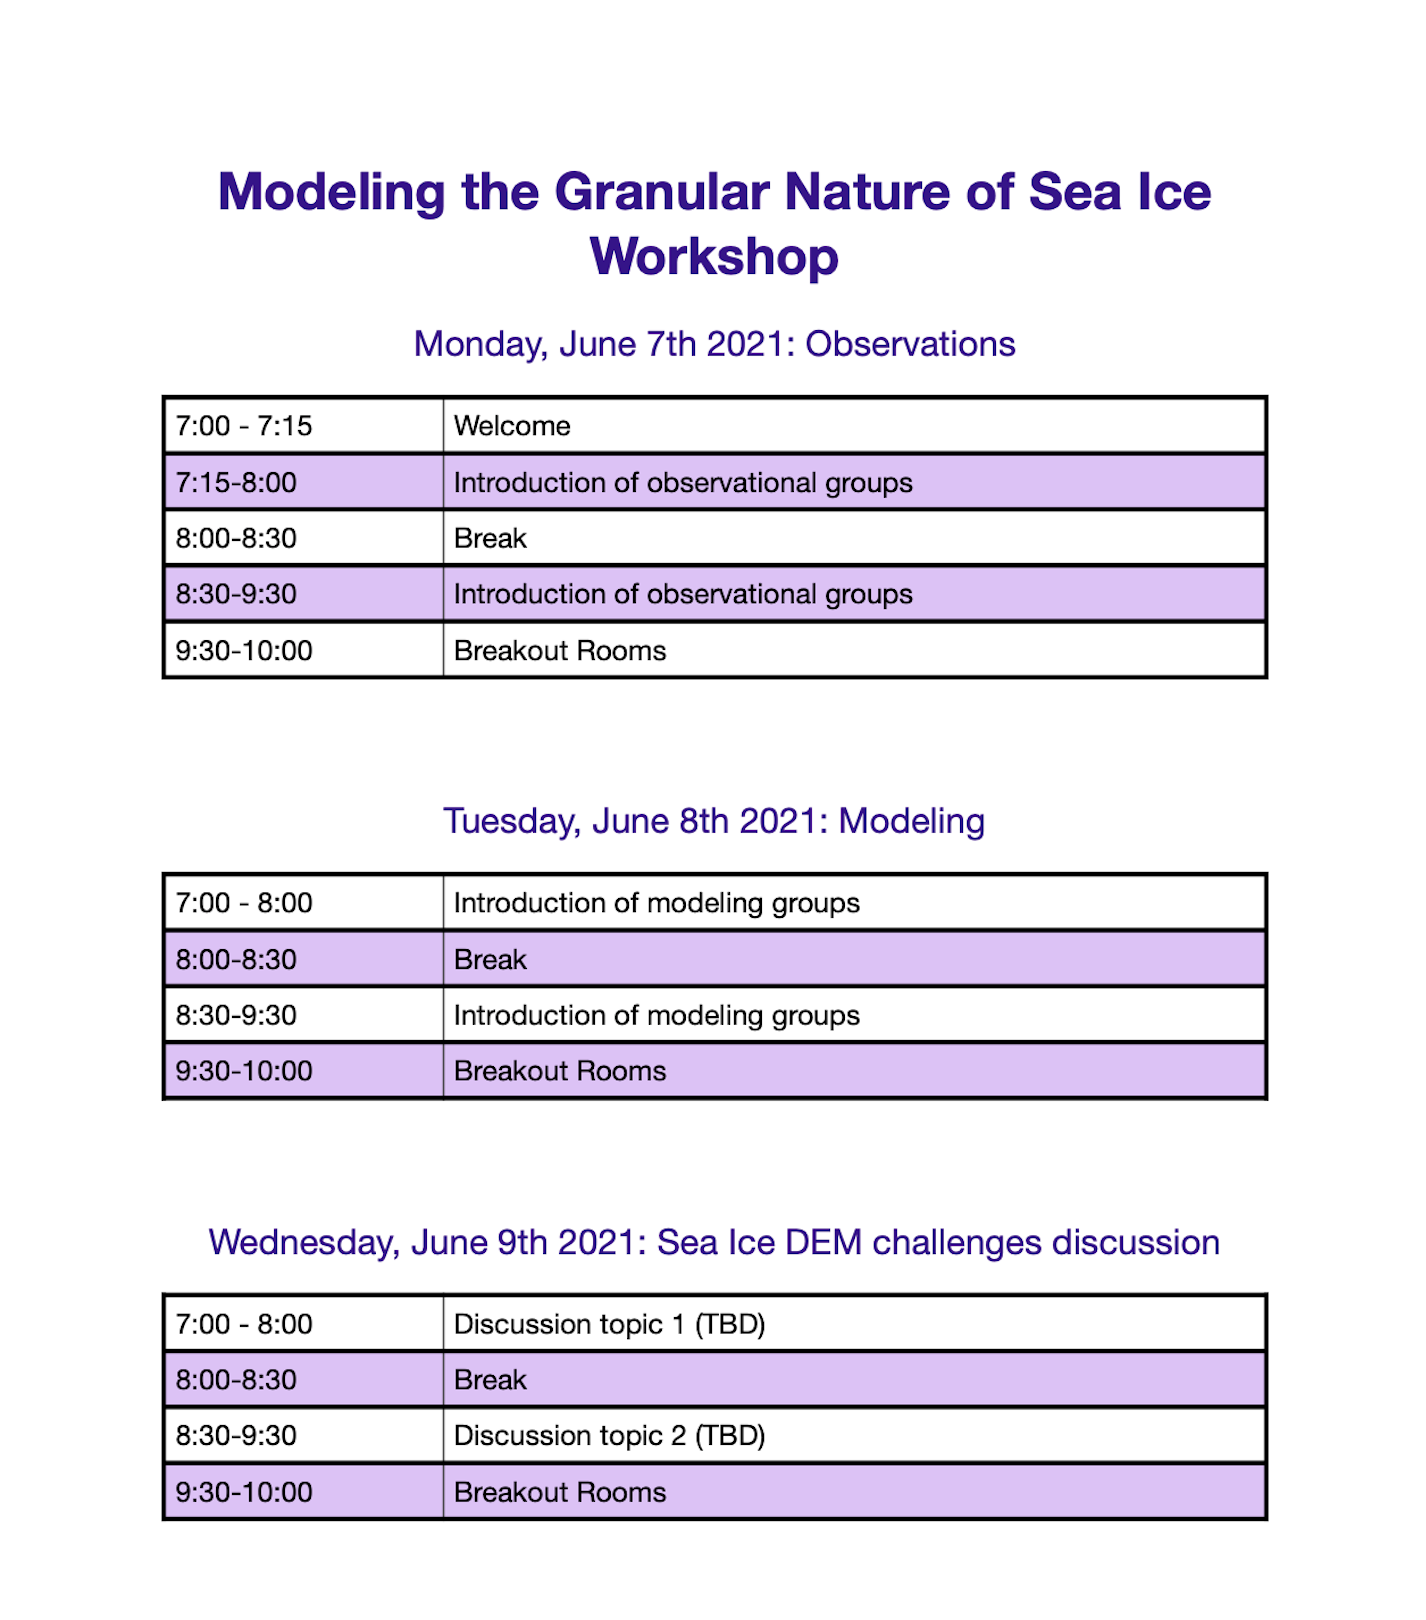 Modeling the Granular Nature of Sea Ice
Workshop
Monday, June 7th 2021: Observations
7:00 - 7:15 Welcome
7:15-8:00 Introduction of observational groups
8:00-8:30 Break
8:30-9:30 Introduction of observational groups
9:30-10:00 Breakout Rooms
Tuesday, June 8th 2021: Modeling
7:00 - 8:00 Introduction of modeling groups
8:00-8:30 Break
8:30-9:30 Introduction of modeling groups
9:30-10:00 Breakout Rooms
Wednesday, June 9th 2021: Sea Ice DEM challenges discussion
7:00 - 8:00 Discussion topic 1 (TBD)
8:00-8:30 Break
8:30-9:30 Discussion topic 2 (TBD)
9:30-10:00 Breakout Rooms